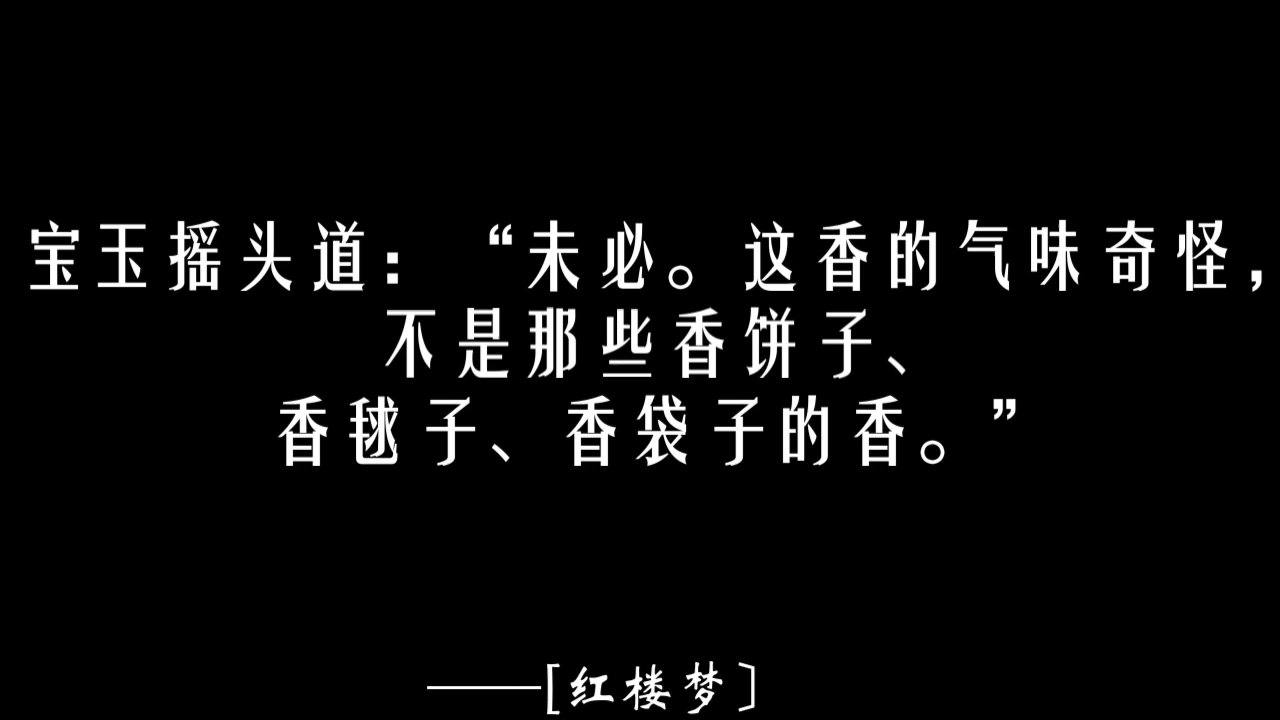 宝玉摇头道：“未必。这香的气味奇怪，
不是那些香饼子、
香毬子、香袋子的香。”
——[红楼梦]